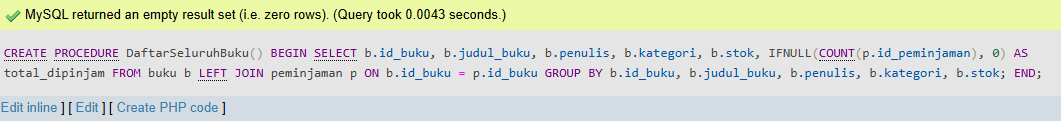 MySQL returned an empty result set (i.e. zero rows). (Query took 0.0043 seconds.)
CREATE PROCEDURE DaftarSeluruhBuku() BEGIN SELECT b.id_buku, b.judul_buku, b.penulis, b.kategori, b.stok, IFNULL(COUNT(p.id_peminjaman), 0) AS
total_dipinjam FROM buku b LEFT JOIN peminjaman p ON b.id_buku = p.id_buku GROUP BY b.id_buku, b.judul_buku, b.penulis, b.kategori, b.stok; END;
Edit inline ] [ Edit ] [ Create PHP code ]